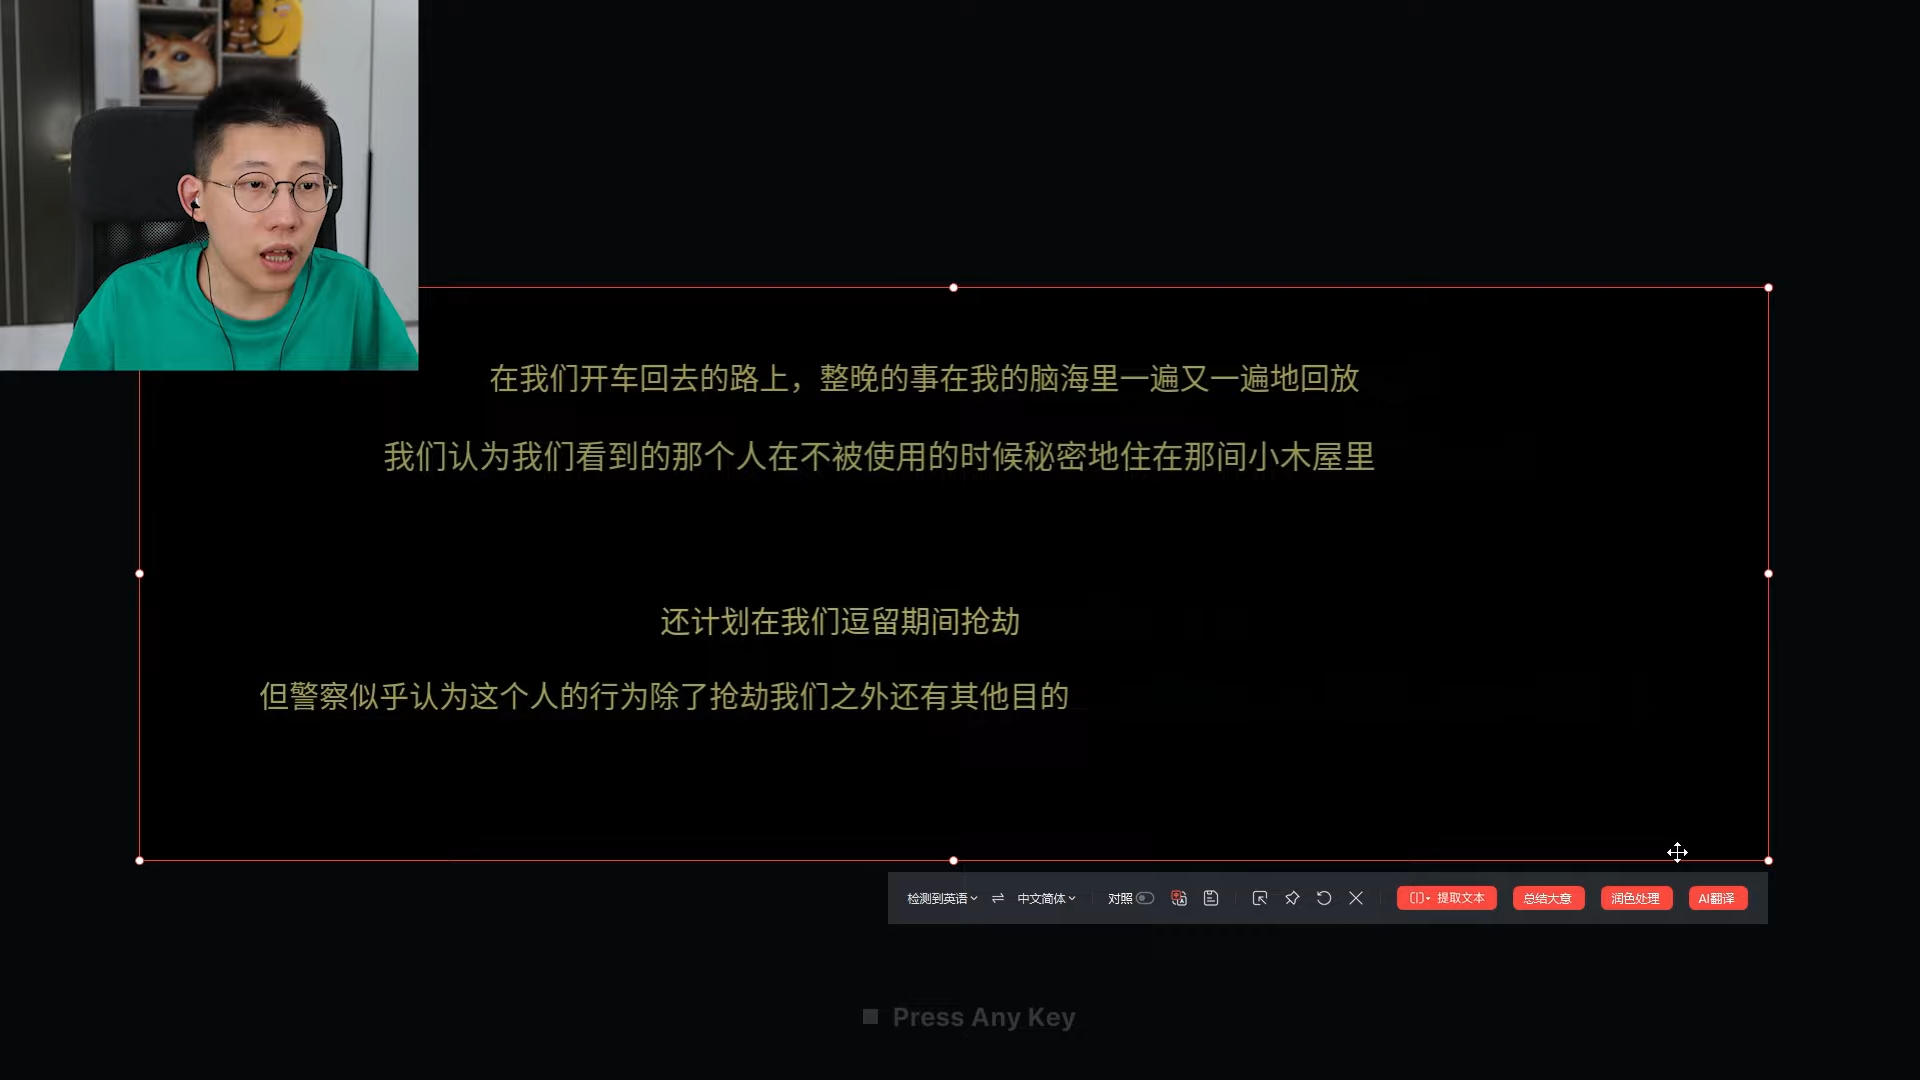 在我们开车回去的路上，整晚的事在我的脑海里一遍又一遍地回放
我们认为我们看到的那个人在不被使用的时候秘密地住在那间小木屋里
还计划在我们逗留期间抢劫
但警察似乎认为这个人的行为除了抢劫我们之外还有其他目的
检测到英语 中文简体 对照 提取文本 总结大意 润色处理 AI翻译
Press Any Key